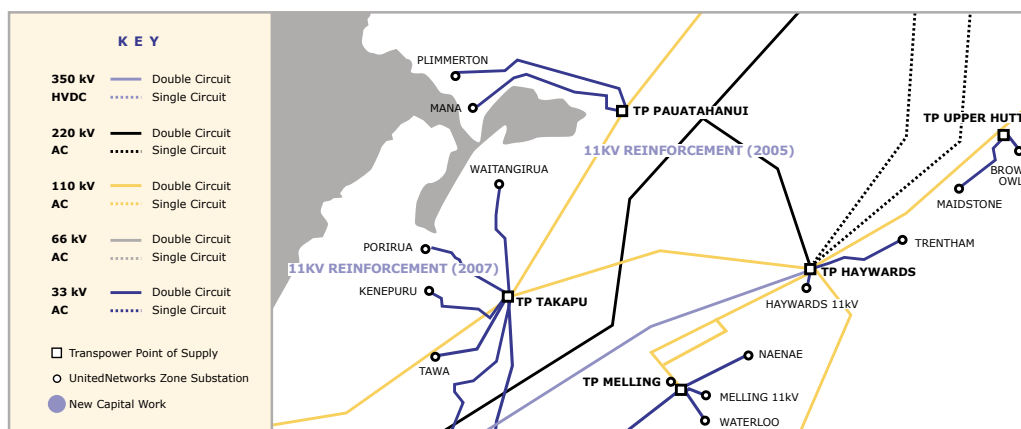 KEY
350 kV Double Circuit
HVDC Single Circuit
220 kV Double Circuit
AC Single Circuit
110 kV Double Circuit
AC Single Circuit
66 kV Double Circuit
AC Single Circuit
33 kV Double Circuit
AC Single Circuit
Transpower Point of Supply
UnitedNetworks Zone Substation
New Capital Work
PLIMMERTON
MANA
TP PAUATAHANUI
TP UPPER HUTT
11KV REINFORCEMENT (2005)
WAITANGIRUA
BROW
OWL
MAIDSTONE
PORIRUA
TRENTHAM
11KV REINFORCEMENT (2007)
TP HAYWARDS
KENEPURU
TP TAKAPU
HAYWARDS 11kV
TAWA
NAENAE
TP MELLING
MELLING 11kV
WATERLOO